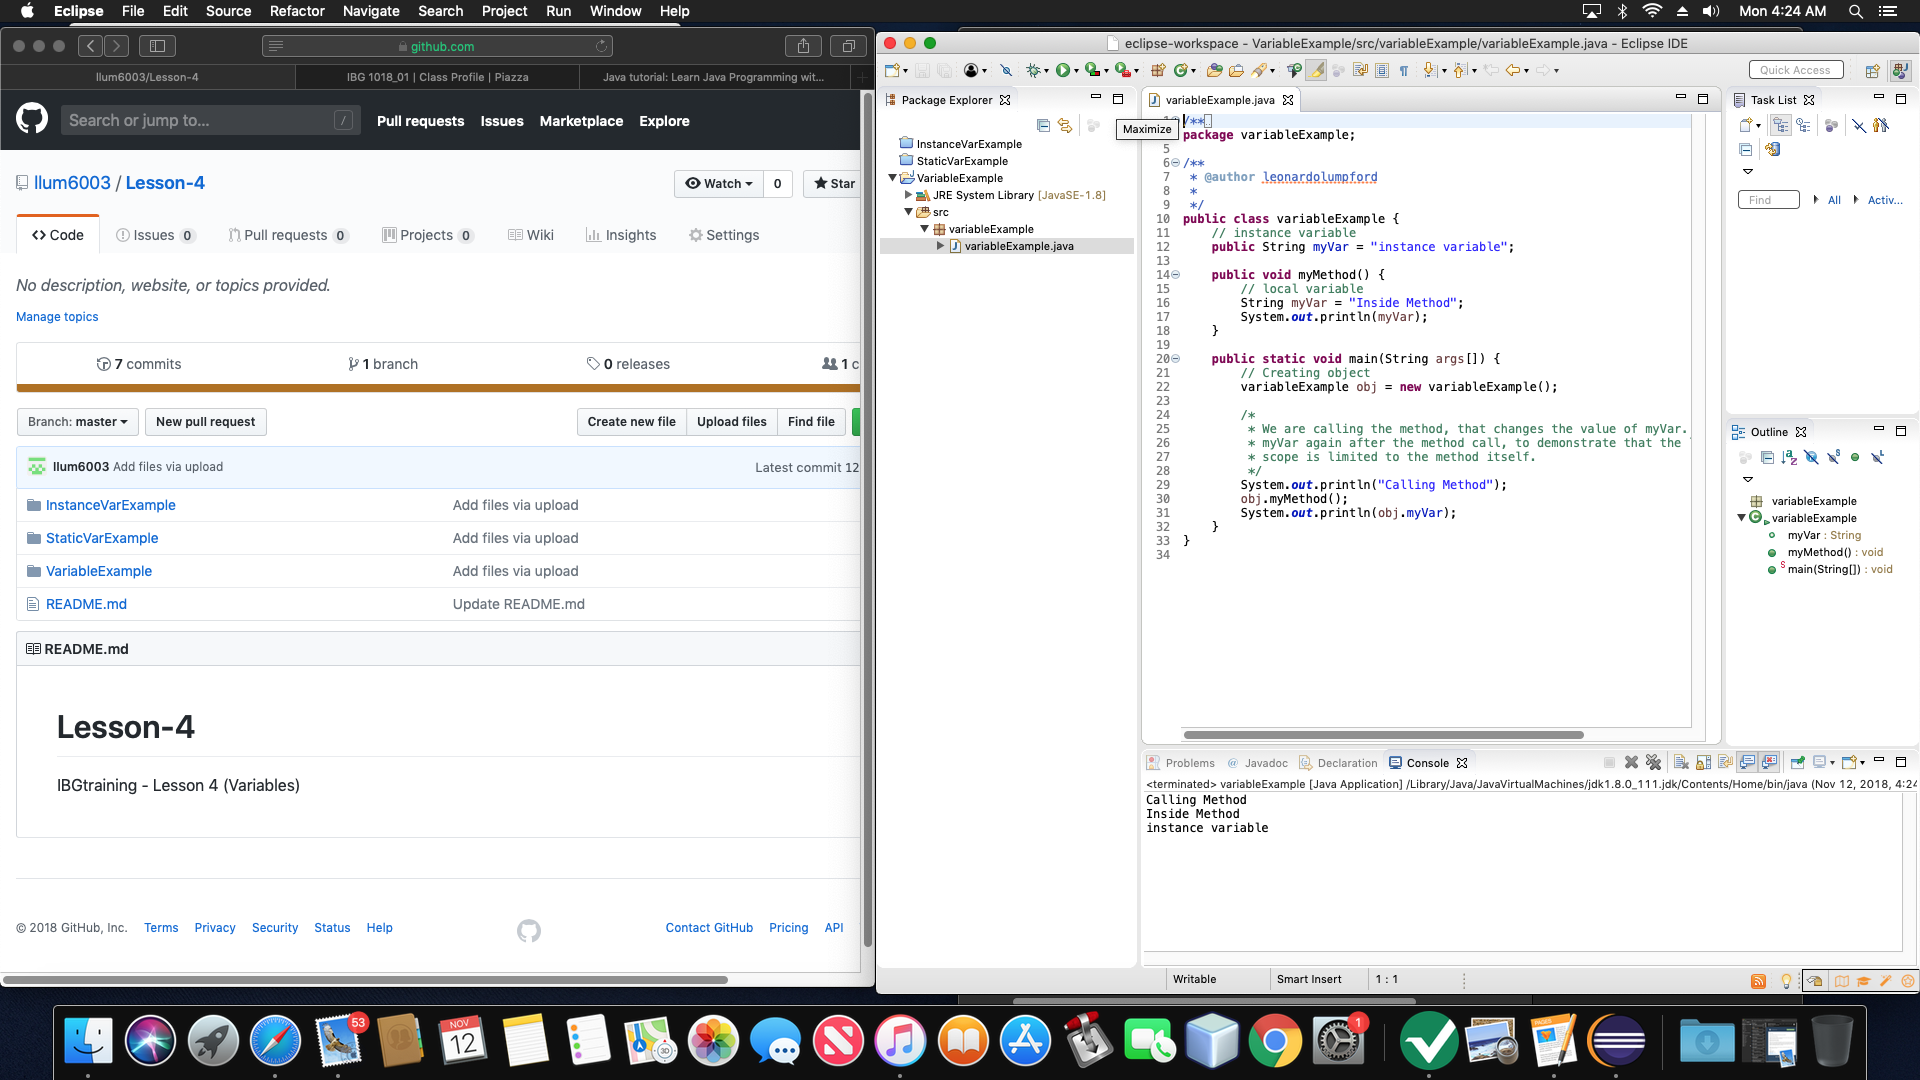 Eclipse File Edit Source Refactor Navigate Search Project Run Window Help Mon 4:24 AM
github.com
llum6003/Lesson-4 IBG 1018_01 | Class Profile | Piazza Java tutorial: Learn Java Programming wit...
Search or jump to... / Pull requests Issues Marketplace Explore
llum6003 / Lesson-4 Watch 0 Star
Code Issues 0 Pull requests 0 Projects 0 Wiki Insights Settings
No description, website, or topics provided.
Manage topics
7 commits 1 branch 0 releases 1 c
Branch: master New pull request Create new file Upload files Find file
llum6003 Add files via upload Latest commit 12
InstanceVarExample Add files via upload
StaticVarExample Add files via upload
VariableExample Add files via upload
README.md Update README.md
README.md
Lesson-4
IBGtraining - Lesson 4 (Variables)
© 2018 GitHub, Inc. Terms Privacy Security Status Help Contact GitHub Pricing API
eclipse-workspace - VariableExample/src/variableExample/variableExample.java - Eclipse IDE
Quick Access
Package Explorer
InstanceVarExample
StaticVarExample
VariableExample
JRE System Library [JavaSE-1.8]
src
variableExample
variableExample.java
Maximize
variableExample.java
1 /**
package variableExample;
5
6 /**
7 * @author leonardolumpford
8 *
9 */
10 public class variableExample {
11 // instance variable
12 public String myVar = "instance variable";
13
14 public void myMethod() {
15 // local variable
16 String myVar = "Inside Method";
17 System.out.println(myVar);
18 }
19
20 public static void main(String args[]) {
21 // Creating object
22 variableExample obj = new variableExample();
23
24 /*
25 * We are calling the method, that changes the value of myVar.
26 * myVar again after the method call, to demonstrate that the
27 * scope is limited to the method itself.
28 */
29 System.out.println("Calling Method");
30 obj.myMethod();
31 System.out.println(obj.myVar);
32 }
33 }
34
Task List
Find All Activ...
Outline
variableExample
variableExample
myVar : String
myMethod() : void
S main(String[]) : void
Problems @ Javadoc Declaration Console
<terminated> variableExample [Java Application] /Library/Java/JavaVirtualMachines/jdk1.8.0_111.jdk/Contents/Home/bin/java (Nov 12, 2018, 4:24
Calling Method
Inside Method
instance variable
Writable Smart Insert 1 : 1
53 NOV 12 3D 1